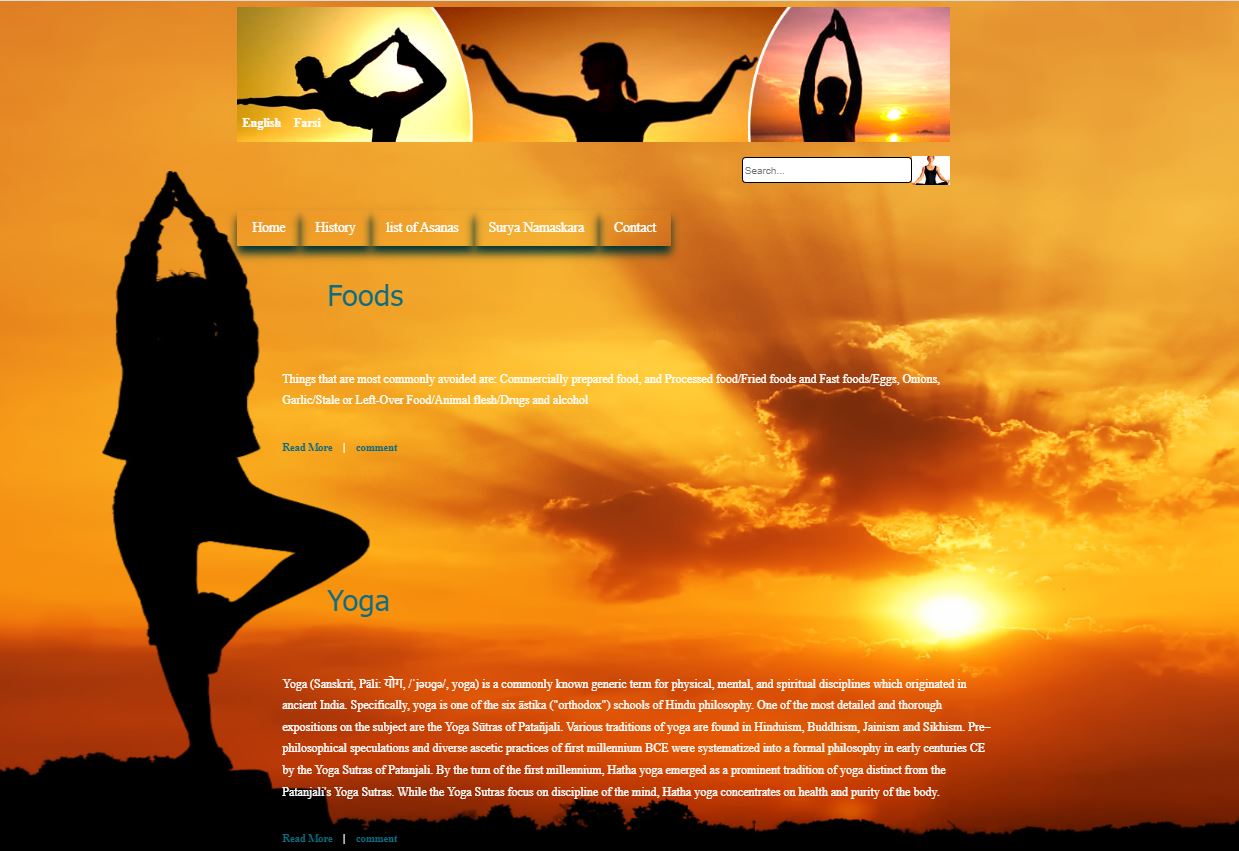 English Farsi
Search...
Home History list of Asanas Surya Namaskara Contact
Foods
Things that are most commonly avoided are: Commercially prepared food, and Processed food/Fried foods and Fast foods/Eggs, Onions,
Garlic/Stale or Left-Over Food/Animal flesh/Drugs and alcohol
Read More | comment
Yoga
Yoga (Sanskrit, Pāli: योग, /ˈjəʊɡə/, yoga) is a commonly known generic term for physical, mental, and spiritual disciplines which originated in
ancient India. Specifically, yoga is one of the six āstika ("orthodox") schools of Hindu philosophy. One of the most detailed and thorough
expositions on the subject are the Yoga Sūtras of Patañjali. Various traditions of yoga are found in Hinduism, Buddhism, Jainism and Sikhism. Pre–
philosophical speculations and diverse ascetic practices of first millennium BCE were systematized into a formal philosophy in early centuries CE
by the Yoga Sutras of Patanjali. By the turn of the first millennium, Hatha yoga emerged as a prominent tradition of yoga distinct from the
Patanjali's Yoga Sutras. While the Yoga Sutras focus on discipline of the mind, Hatha yoga concentrates on health and purity of the body.
Read More | comment